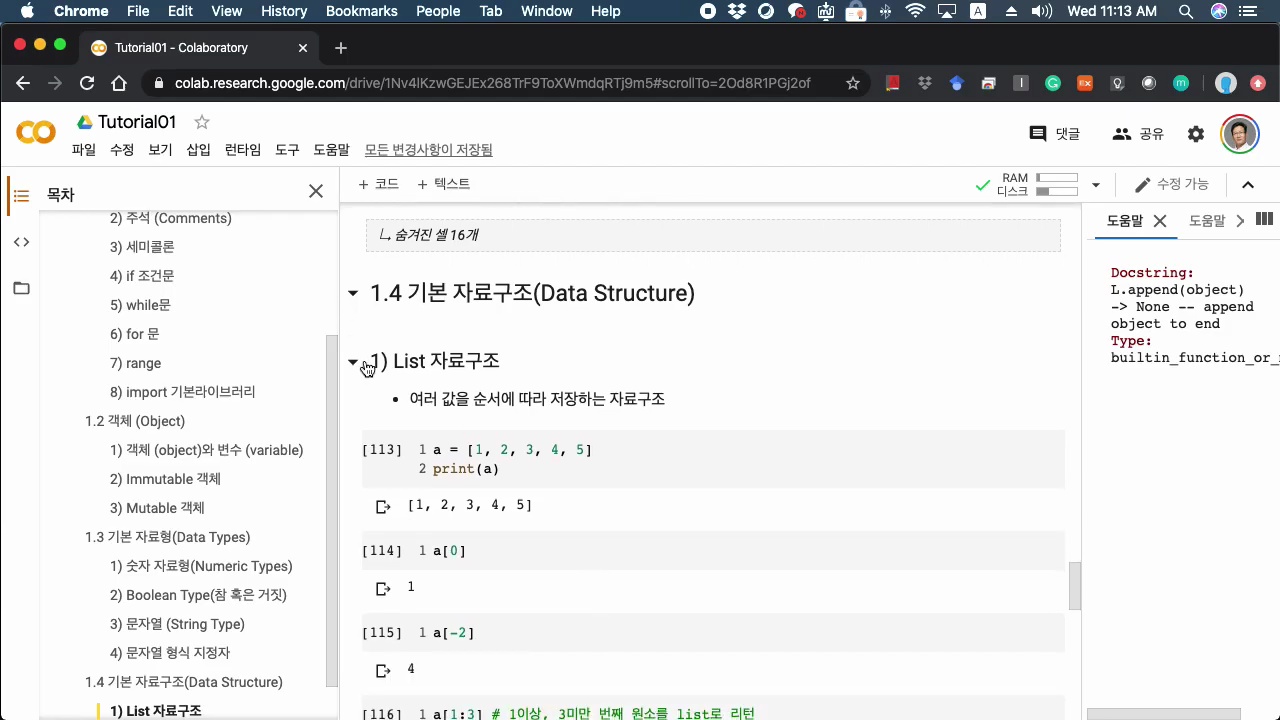 Chrome File Edit View History Bookmarks People Tab Window Help Wed 11:13 AM
Tutorial01 - Colaboratory
colab.research.google.com/drive/1Nv4lKzwGEJEx268TrF9ToXWmdqRTj9m5#scrollTo=2Od8R1PGj2of
Tutorial01
파일 수정 보기 삽입 런타임 도구 도움말 모든 변경사항이 저장됨
댓글 공유
+ 코드 + 텍스트
RAM
디스크
수정 가능
목차
2) 주석 (Comments)
3) 세미콜론
4) if 조건문
5) while문
6) for 문
7) range
8) import 기본라이브러리
1.2 객체 (Object)
1) 객체 (object)와 변수 (variable)
2) Immutable 객체
3) Mutable 객체
1.3 기본 자료형(Data Types)
1) 숫자 자료형(Numeric Types)
2) Boolean Type(참 혹은 거짓)
3) 문자열 (String Type)
4) 문자열 형식 지정자
1.4 기본 자료구조(Data Structure)
1) List 자료구조
숨겨진 셀 16개
1.4 기본 자료구조(Data Structure)
1) List 자료구조
• 여러 값을 순서에 따라 저장하는 자료구조
[113] 1 a = [1, 2, 3, 4, 5]
2 print(a)
[1, 2, 3, 4, 5]
[114] 1 a[0]
1
[115] 1 a[-2]
4
[116] 1 a[1:3] # 1이상, 3미만 번째 원소를 list로 리턴
도움말 도움말
Docstring:
L.append(object)
-> None -- append
object to end
Type:
builtin_function_or_